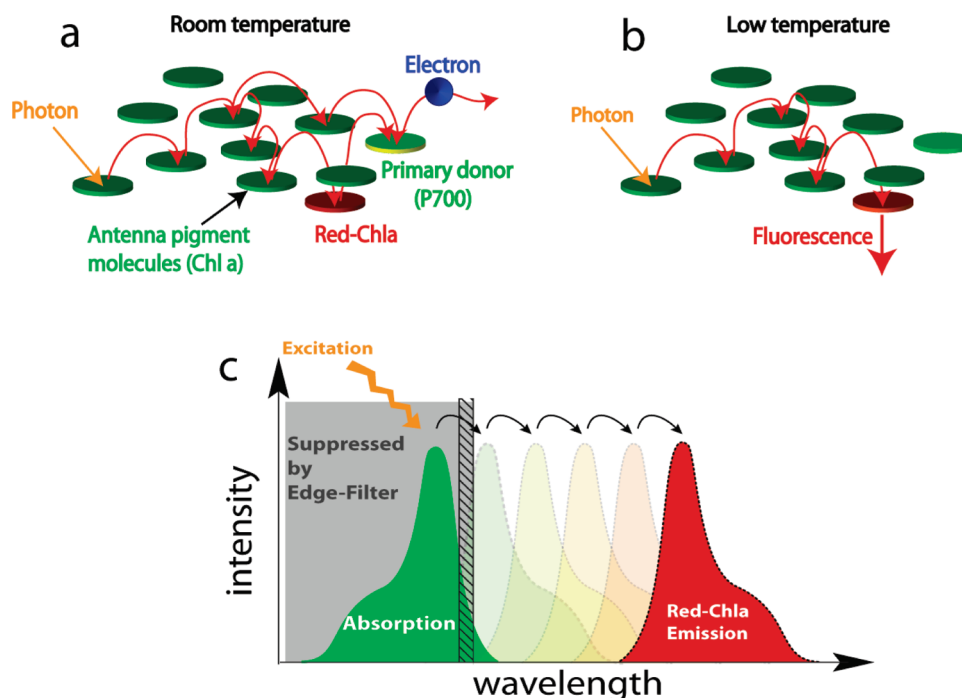 a
Room temperature
Photon
Electron
Primary donor
(P700)
Antenna pigment
molecules (Chl a)
Red-Chla
b
Low temperature
Photon
Fluorescence
c
Excitation
Suppressed
by
Edge-Filter
Absorption
Red-Chla
Emission
intensity
wavelength